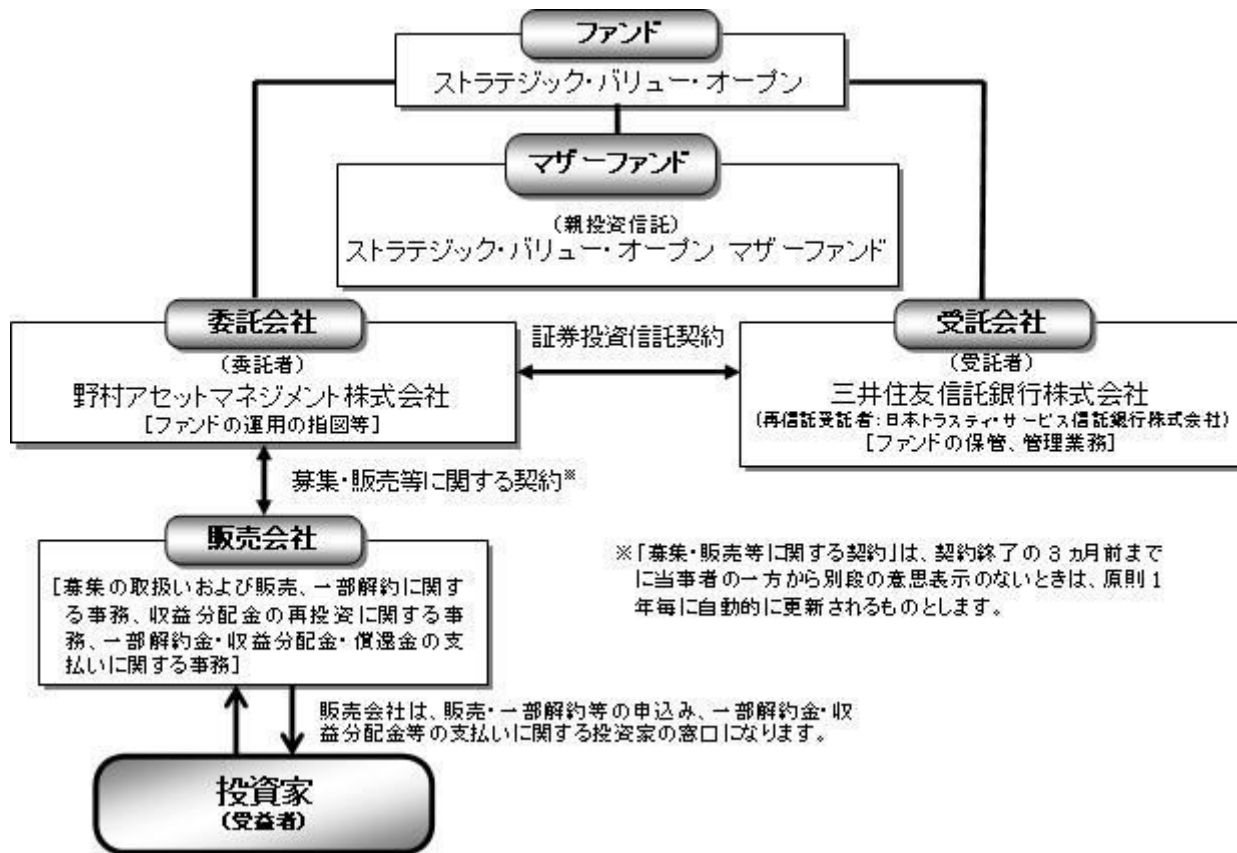 ファンド
ストラテジック・バリュー・オープン
マザーファンド
(親投資信託)
ストラテジック・バリュー・オープン マザーファンド
委託会社
(委託者)
野村アセットマネジメント株式会社
[ファンドの運用の指図等]
証券投資信託契約
受託会社
(受託者)
三井住友信託銀行株式会社
(再信託受託者:日本トラスティ・サービス信託銀行株式会社)
[ファンドの保管、管理業務]
募集・販売等に関する契約※
販売会社
[募集の取扱いおよび販売、一部解約に関す
る事務、収益分配金の再投資に関する事
務、一部解約金・収益分配金・償還金の支
払いに関する事務]
※「募集・販売等に関する契約」は、契約終了の3ヵ月前まで
に当事者の一方から別段の意思表示のないときは、原則1
年毎に自動的に更新されるものとします。
販売会社は、販売・一部解約等の申込み、一部解約金・収
益分配金等の支払いに関する投資家の窓口になります。
投資家
(受益者)